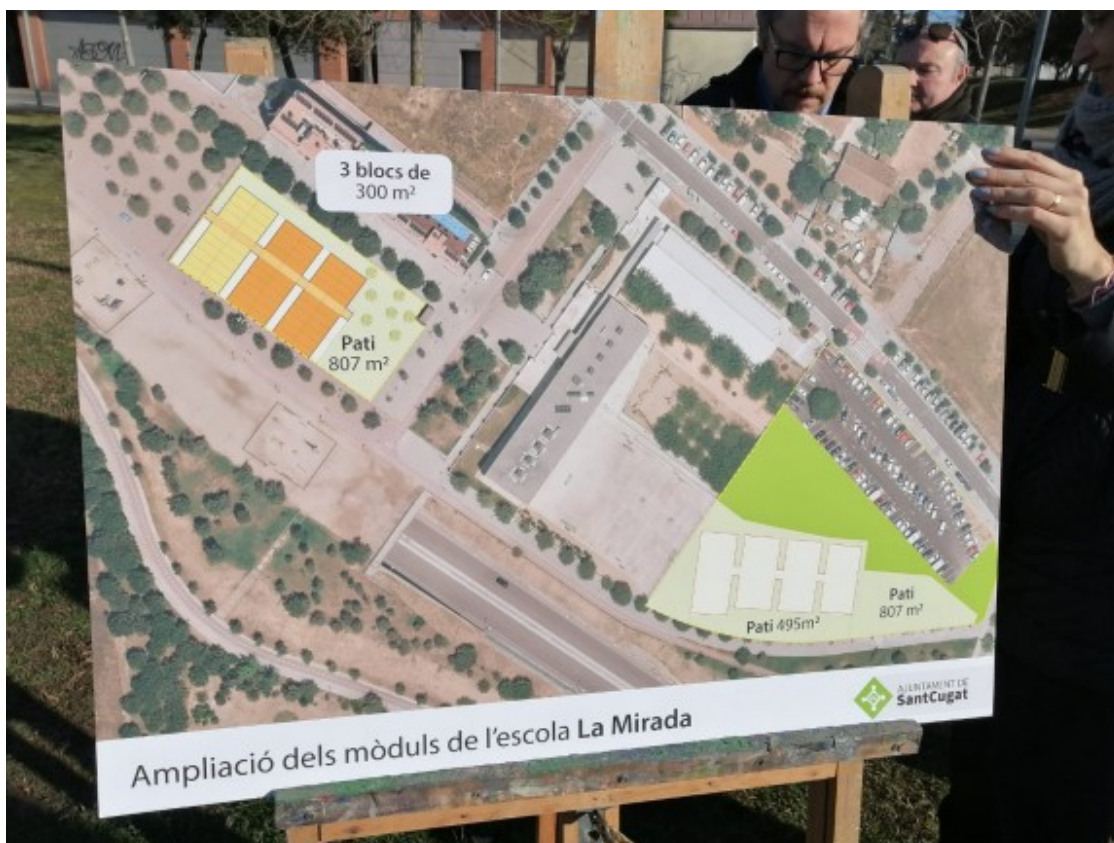 3 blocs de
300 m²
Pati
807 m²
Pati
807 m²
Pati 495m²
AJUNTAMENT DE
SantCugat
Ampliació dels mòduls de l'escola La Mirada